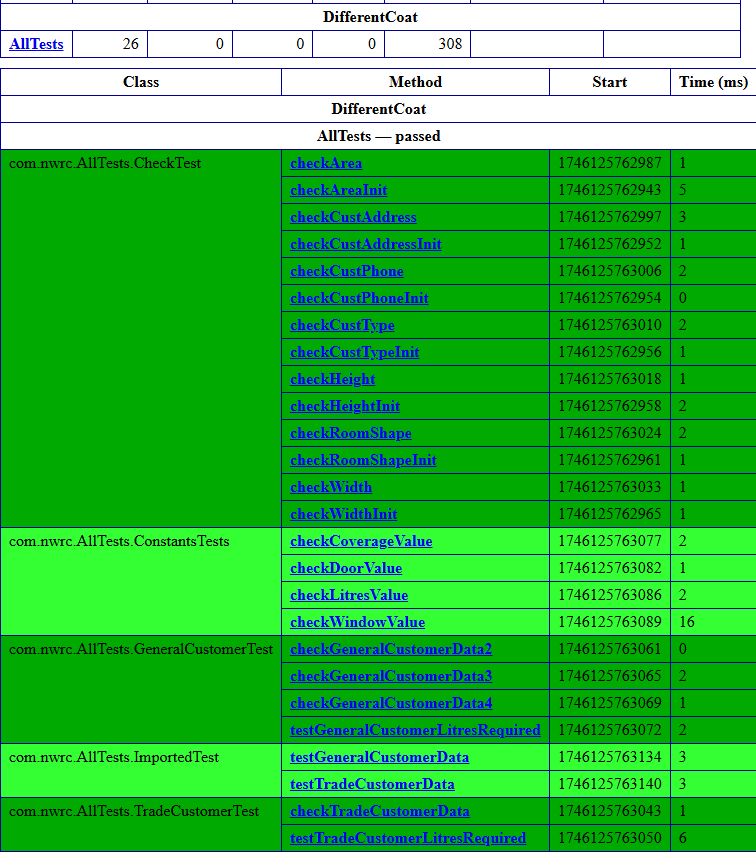 DifferentCoat
AllTests 26 0 0 0 308
Class Method Start Time (ms)
DifferentCoat
AllTests — passed
com.nwrc.AllTests.CheckTest checkArea 1746125762987 1
checkAreaInit 1746125762943 5
checkCustAddress 1746125762997 3
checkCustAddressInit 1746125762952 1
checkCustPhone 1746125763006 2
checkCustPhoneInit 1746125762954 0
checkCustType 1746125763010 2
checkCustTypeInit 1746125762956 1
checkHeight 1746125763018 1
checkHeightInit 1746125762958 2
checkRoomShape 1746125763024 2
checkRoomShapeInit 1746125762961 1
checkWidth 1746125763033 1
checkWidthInit 1746125762965 1
com.nwrc.AllTests.ConstantsTests checkCoverageValue 1746125763077 2
checkDoorValue 1746125763082 1
checkLitresValue 1746125763086 2
checkWindowValue 1746125763089 16
com.nwrc.AllTests.GeneralCustomerTest checkGeneralCustomerData2 1746125763061 0
checkGeneralCustomerData3 1746125763065 2
checkGeneralCustomerData4 1746125763069 1
testGeneralCustomerLitresRequired 1746125763072 2
com.nwrc.AllTests.ImportedTest testGeneralCustomerData 1746125763134 3
testTradeCustomerData 1746125763140 3
com.nwrc.AllTests.TradeCustomerTest checkTradeCustomerData 1746125763043 1
testTradeCustomerLitresRequired 1746125763050 6